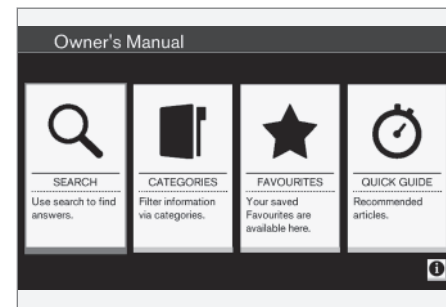 Owner's Manual
SEARCH
Use search to find
answers.
CATEGORIES
Filter information
via categories.
FAVOURITES
Your saved
Favourites are
available here.
QUICK GUIDE
Recommended
articles.